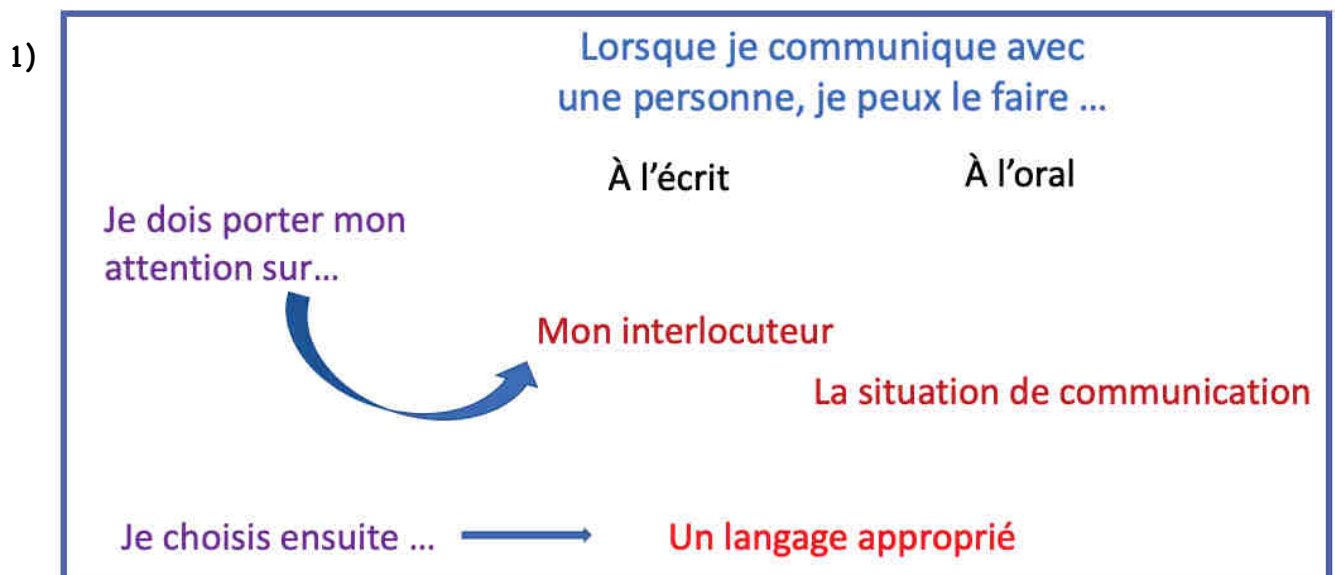 1)
Lorsque je communique avec
une personne, je peux le faire ...
À l’écrit
À l’oral
Je dois porter mon
attention sur...
Mon interlocuteur
La situation de communication
Je choisis ensuite ...
Un langage approprié